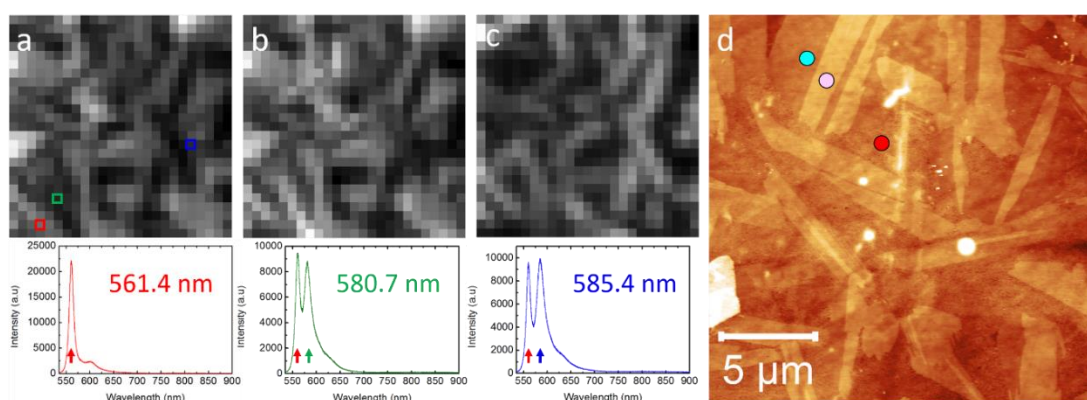 a
b
c
d
25000
20000
15000
10000
5000
0
Intensity (a.u)
561.4 nm
550 600 650 700 750 800 850 900
Wavelength (nm)
10000
8000
6000
4000
2000
0
Intensity (a.u)
580.7 nm
550 600 650 700 750 800 850 900
Wavelength (nm)
10000
8000
6000
4000
2000
0
Intensity (a.u)
585.4 nm
550 600 650 700 750 800 850 900
Wavelength (nm)
5 µm